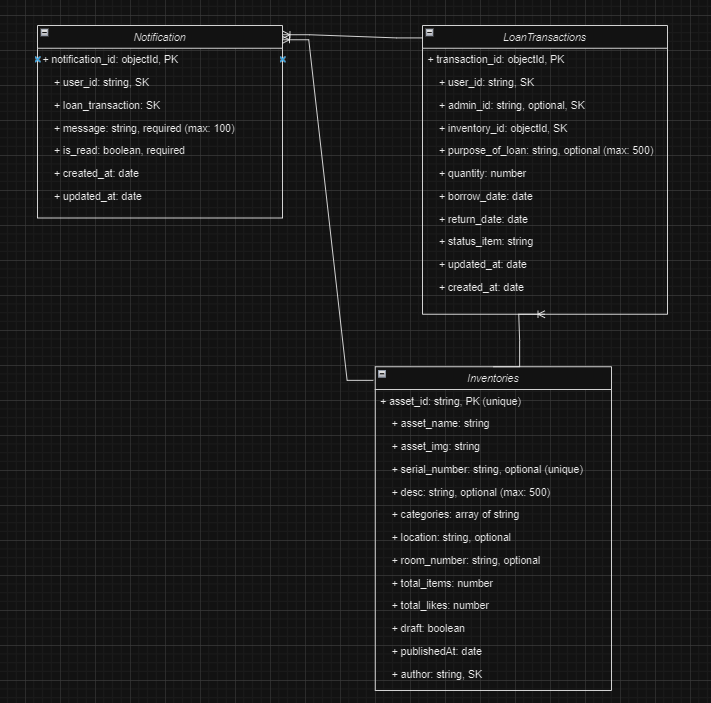 Notification
+ notification_id: objectId, PK
+ user_id: string, SK
+ loan_transaction: SK
+ message: string, required (max: 100)
+ is_read: boolean, required
+ created_at: date
+ updated_at: date
LoanTransactions
+ transaction_id: objectId, PK
+ user_id: string, SK
+ admin_id: string, optional, SK
+ inventory_id: objectId, SK
+ purpose_of_loan: string, optional (max: 500)
+ quantity: number
+ borrow_date: date
+ return_date: date
+ status_item: string
+ updated_at: date
+ created_at: date
Inventories
+ asset_id: string, PK (unique)
+ asset_name: string
+ asset_img: string
+ serial_number: string, optional (unique)
+ desc: string, optional (max: 500)
+ categories: array of string
+ location: string, optional
+ room_number: string, optional
+ total_items: number
+ total_likes: number
+ draft: boolean
+ publishedAt: date
+ author: string, SK